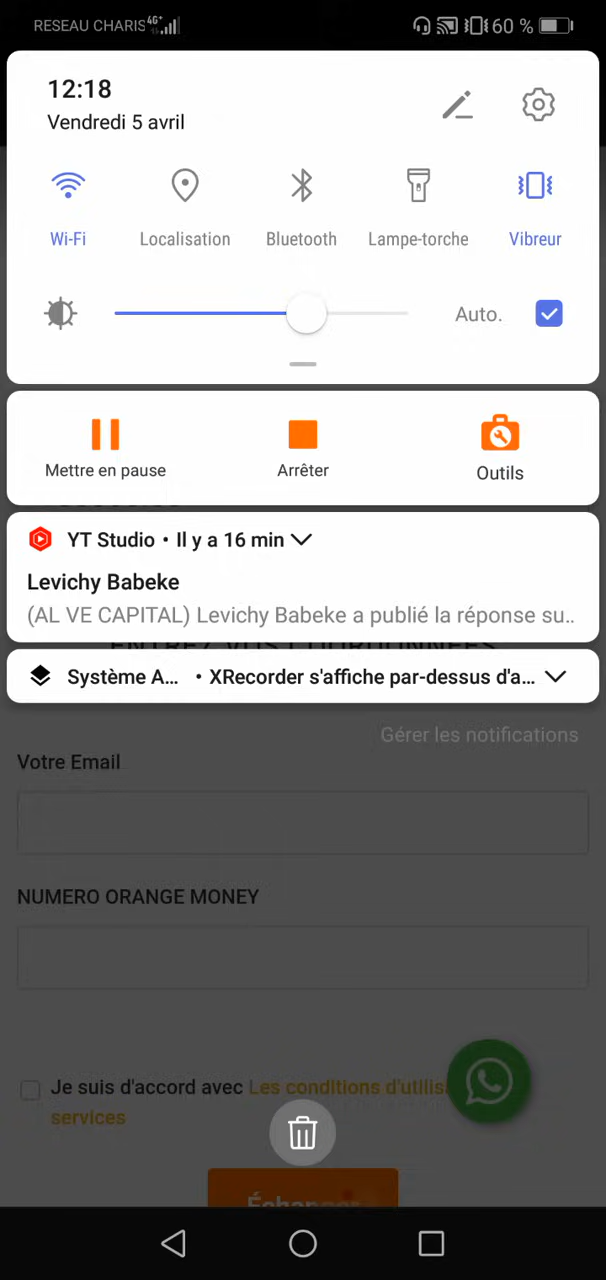 RESEAU CHARIS 4G+ 60 %
12:18
Vendredi 5 avril
Wi-Fi Localisation Bluetooth Lampe-torche Vibreur
Auto.
Mettre en pause Arrêter Outils
YT Studio • Il y a 16 min
Levichy Babeke
(AL VE CAPITAL) Levichy Babeke a publié la réponse su..
ENTREZ VOS COORDONNÉES
Système A... • XRecorder s'affiche par-dessus d'a...
Gérer les notifications
Votre Email
NUMERO ORANGE MONEY
Je suis d'accord avec Les conditions d'utilis
services
Échanger